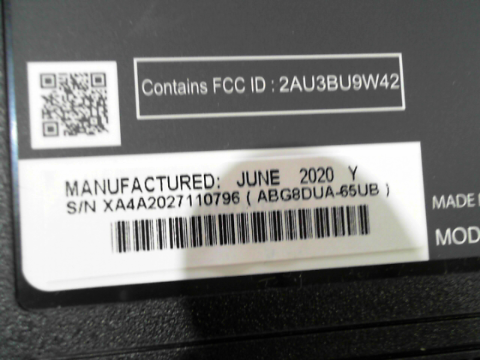 Contains FCC ID : 2AU3BU9W42
MANUFACTURED: JUNE 2020 Y
S/N XA4A2027110796 ( ABG8DUA-65UB )
MADE
MOD